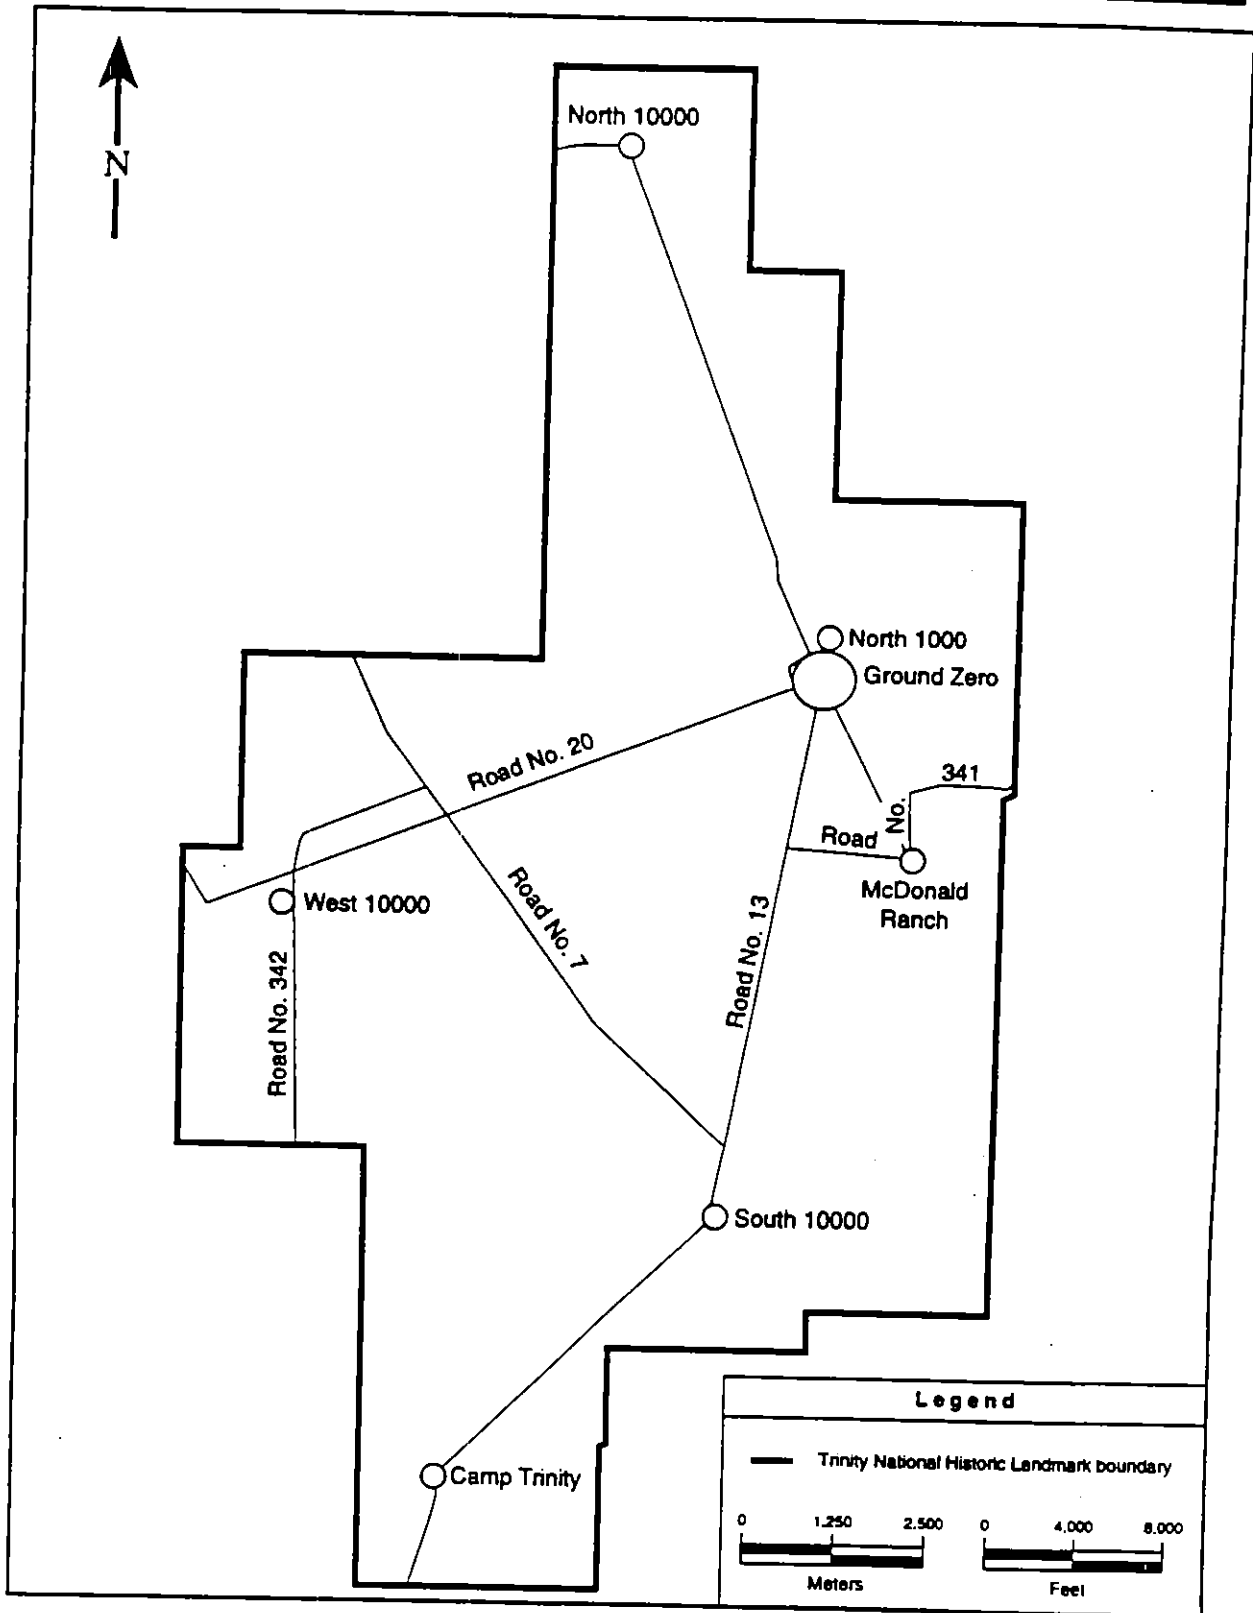 North 10000
N
North 1000
Ground Zero
Road No. 20
341
No.
Road
McDonald
Ranch
West 10000
Road No. 7
Road No. 13
Road No. 342
South 10000
Camp Trinity
Legend
Trinity National Historic Landmark boundary
0 1,250 2,500
Meters
0 4,000 8,000
Feet